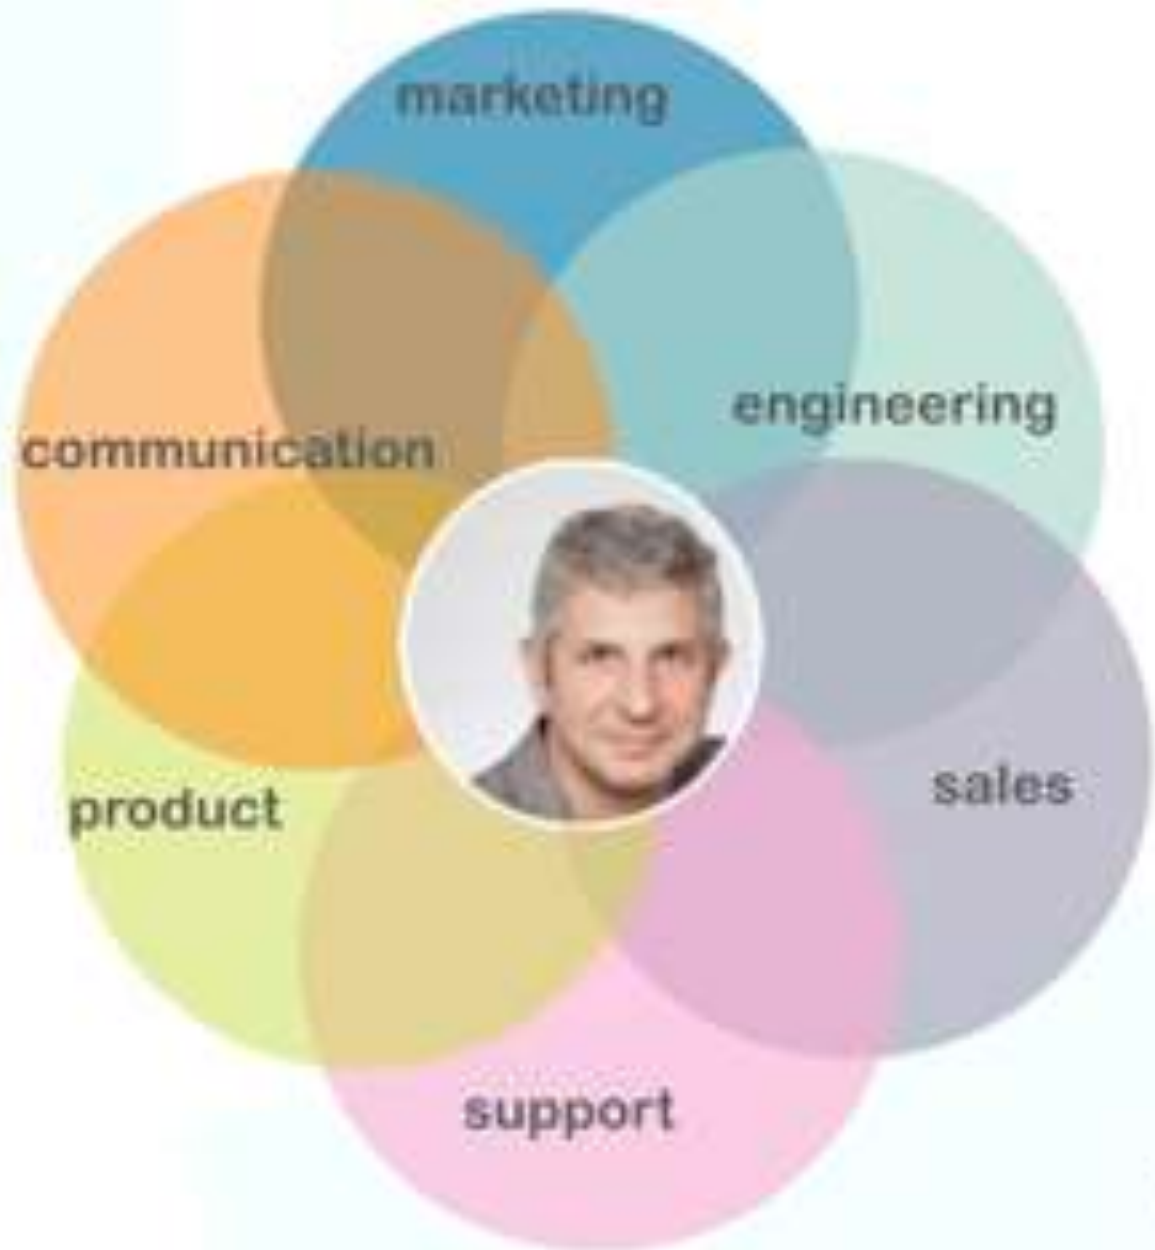 marketing
engineering
communication
sales
product
support